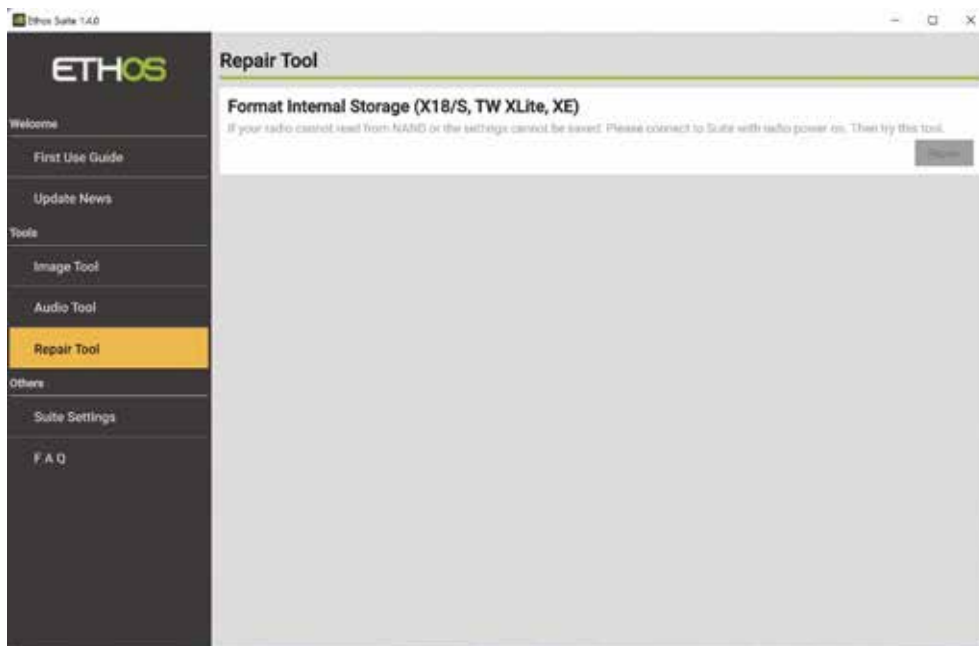 Ethos Suite 1.4.0
ETHOS
Welcome
First Use Guide
Update News
Tools
Image Tool
Audio Tool
Repair Tool
Others
Suite Settings
F.A.Q
Repair Tool
Format Internal Storage (X18/S, TW XLite, XE)
If your radio cannot read from NAND or the settings cannot be saved. Please connect to Suite with radio power on. Then try this tool.